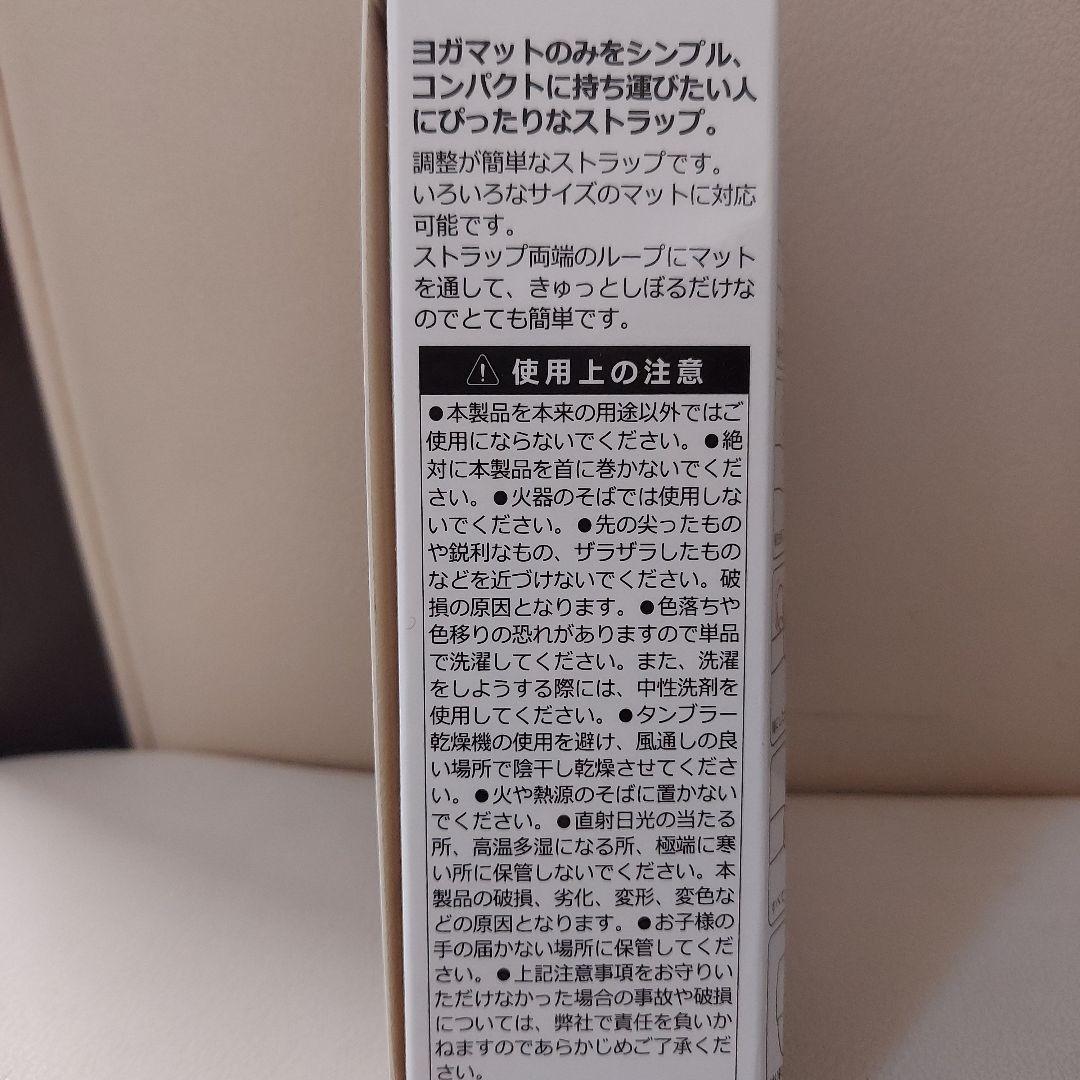 ヨガマットのみをシンプル、
コンパクトに持ち運びたい人
にぴったりなストラップ。
調整が簡単なストラップです。
いろいろなサイズのマットに対応
可能です。
ストラップ両端のループにマット
を通して、きゅっとしぼるだけな
のでとても簡単です。
⚠使用上の注意
●本製品を本来の用途以外ではご
使用にならないでください。●絶
対に本製品を首に巻かないでくだ
さい。●火器のそばでは使用しな
いでください。●先の尖ったもの
や鋭利なもの、ザラザラしたもの
などを近づけないでください。破
損の原因となります。●色落ちや
色移りの恐れがありますので単品
で洗濯してください。また、洗濯
をしようする際には、中性洗剤を
使用してください。●タンブラー
乾燥機の使用を避け、風通しの良
い場所で陰干し乾燥させてくださ
い。●火や熱源のそばに置かない
でください。●直射日光の当たる
所、高温多湿になる所、極端に寒
い所に保管しないでください。本
製品の破損、劣化、変形、変色な
どの原因となります。●お子様の
手の届かない場所に保管してくだ
さい。●上記注意事項をお守りい
ただけなかった場合の事故や破損
については、弊社で責任を負いか
ねますのであらかじめご了承くだ
さい。